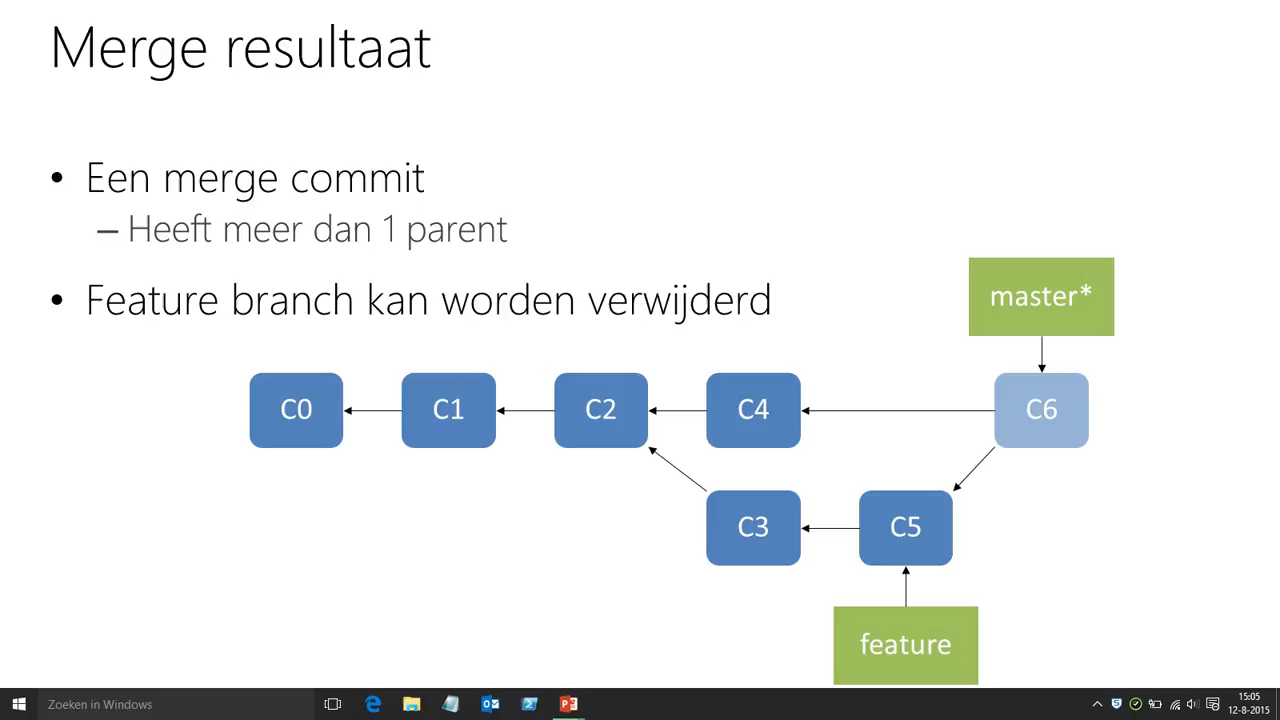 Merge resultaat
• Een merge commit
– Heeft meer dan 1 parent
• Feature branch kan worden verwijderd
master*
C0
C1
C2
C4
C6
C3
C5
feature
Zoeken in Windows
15:05
12-8-2015